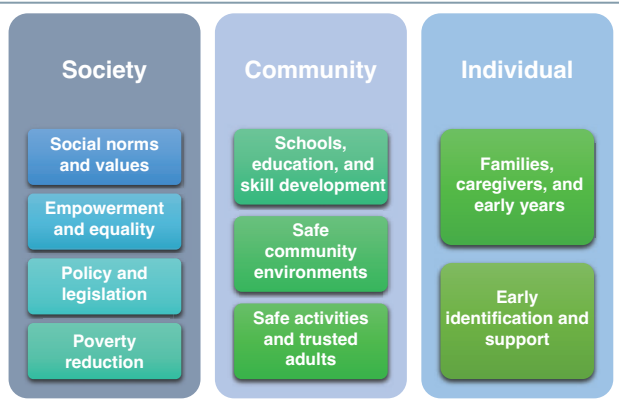 Society
Social norms
and values
Empowerment
and equality
Policy and
legislation
Poverty
reduction
Community
Schools,
education, and
skill development
Safe
community
environments
Safe activities
and trusted
adults
Individual
Families,
caregivers, and
early years
Early
identification and
support